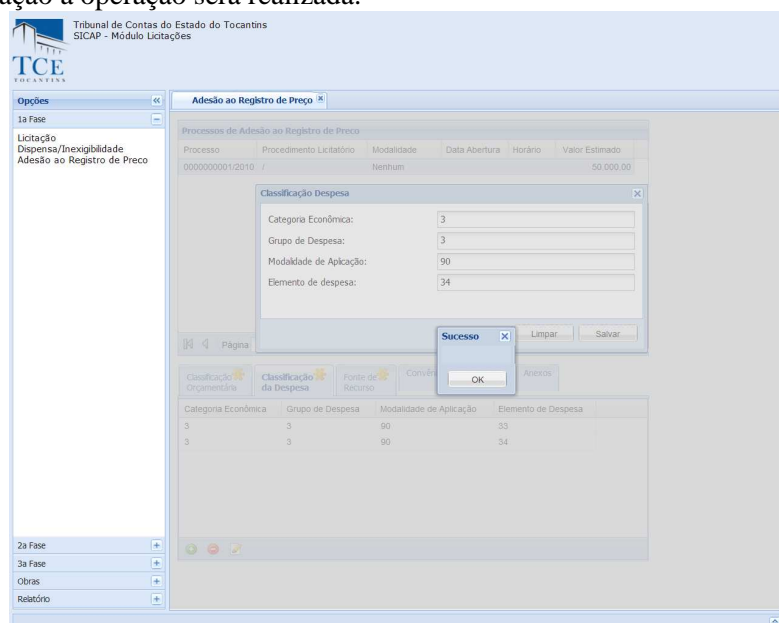 ação a operação será realizada.
Tribunal de Contas do Estado do Tocantins
SICAP - Módulo Licitações
TCE
TOCANTINS
Opções
Adesão ao Registro de Preço
1a Fase
Licitação
Dispensa/Inexigibilidade
Adesão ao Registro de Preco
Processos de Adesão ao Registro de Preco
Processo Procedimento Licitatório Modalidade Data Abertura Horário Valor Estimado
0000000001/2010 / Nenhum 50.000,00
Classificação Despesa
Categoria Econômica: 3
Grupo de Despesa: 3
Modalidade de Aplicação: 90
Elemento de despesa: 34
Limpar Salvar
Sucesso
OK
Página
Classificação Orçamentária
Classificação da Despesa
Fonte de Recurso
Convên
Anexos
Categoria Econômica Grupo de Despesa Modalidade de Aplicação Elemento de Despesa
3 3 90 33
3 3 90 34
2a Fase
3a Fase
Obras
Relatório